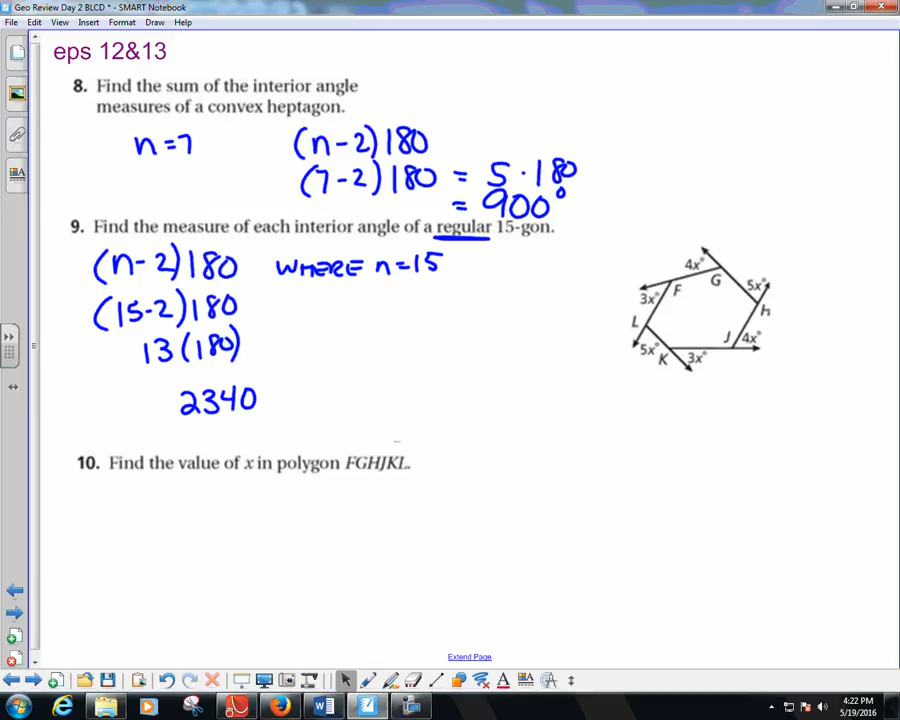 Geo Review Day 2 BLCD * - SMART Notebook
File Edit View Insert Format Draw Help
eps 12&13
8. Find the sum of the interior angle
measures of a convex heptagon.
n=7 (n-2)180
(7-2)180 = 5 · 180
= 900°
9. Find the measure of each interior angle of a regular 15-gon.
(n-2)180 WHERE n=15
(15-2)180
13(180)
2340
4x°
G
5x°
F
3x°
H
L
J
4x°
5x°
K
3x°
10. Find the value of x in polygon FGHJKL.
Extend Page
4:22 PM
5/19/2016